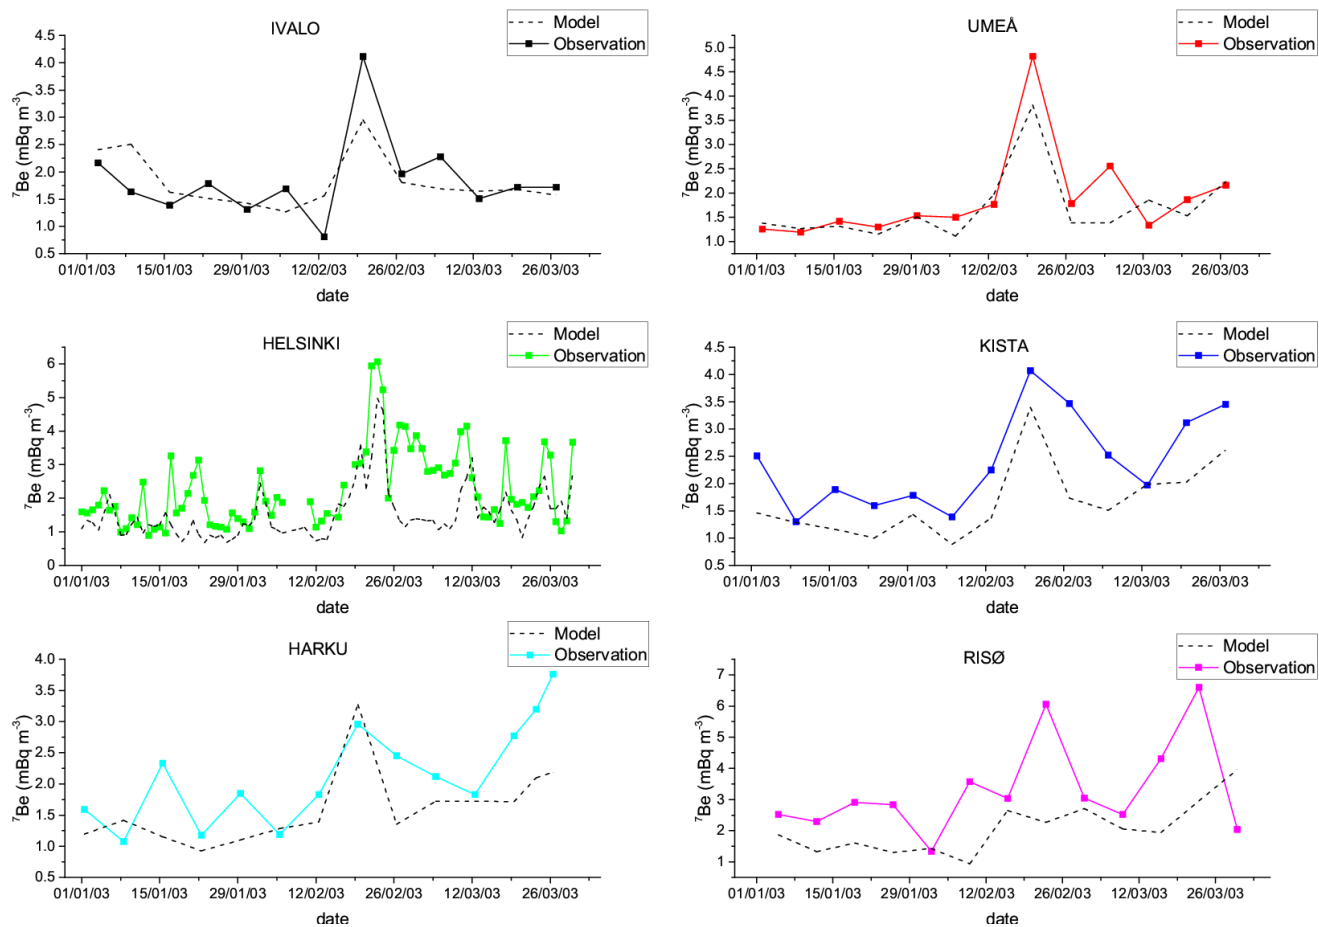 IVALO
Model
Observation
4.5
4.0
3.5
3.0
2.5
2.0
1.5
1.0
0.5
⁷Be (mBq m⁻³)
01/01/03 15/01/03 29/01/03 12/02/03 26/02/03 12/03/03 26/03/03
date
UMEÅ
Model
Observation
5.0
4.5
4.0
3.5
3.0
2.5
2.0
1.5
1.0
⁷Be (mBq m⁻³)
01/01/03 15/01/03 29/01/03 12/02/03 26/02/03 12/03/03 26/03/03
date
HELSINKI
Model
Observation
6
5
4
3
2
1
0
⁷Be (mBq m⁻³)
01/01/03 15/01/03 29/01/03 12/02/03 26/02/03 12/03/03 26/03/03
date
KISTA
Model
Observation
4.5
4.0
3.5
3.0
2.5
2.0
1.5
1.0
0.5
⁷Be (mBq m⁻³)
01/01/03 15/01/03 29/01/03 12/02/03 26/02/03 12/03/03 26/03/03
date
HARKU
Model
Observation
4.0
3.5
3.0
2.5
2.0
1.5
1.0
0.5
⁷Be (mBq m⁻³)
01/01/03 15/01/03 29/01/03 12/02/03 26/02/03 12/03/03 26/03/03
date
RISØ
Model
Observation
7
6
5
4
3
2
1
⁷Be (mBq m⁻³)
01/01/03 15/01/03 29/01/03 12/02/03 26/02/03 12/03/03 26/03/03
date